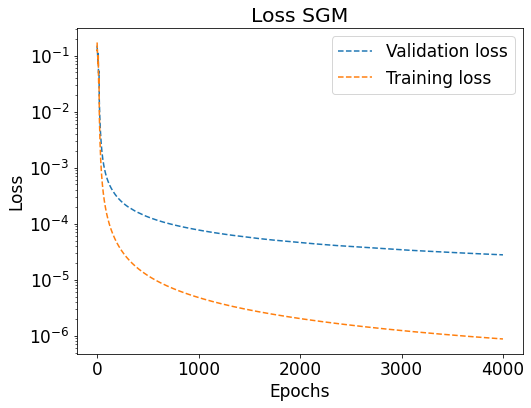 Loss SGM
Validation loss
Training loss
10⁻¹
10⁻²
10⁻³
10⁻⁴
10⁻⁵
10⁻⁶
Loss
0 1000 2000 3000 4000
Epochs